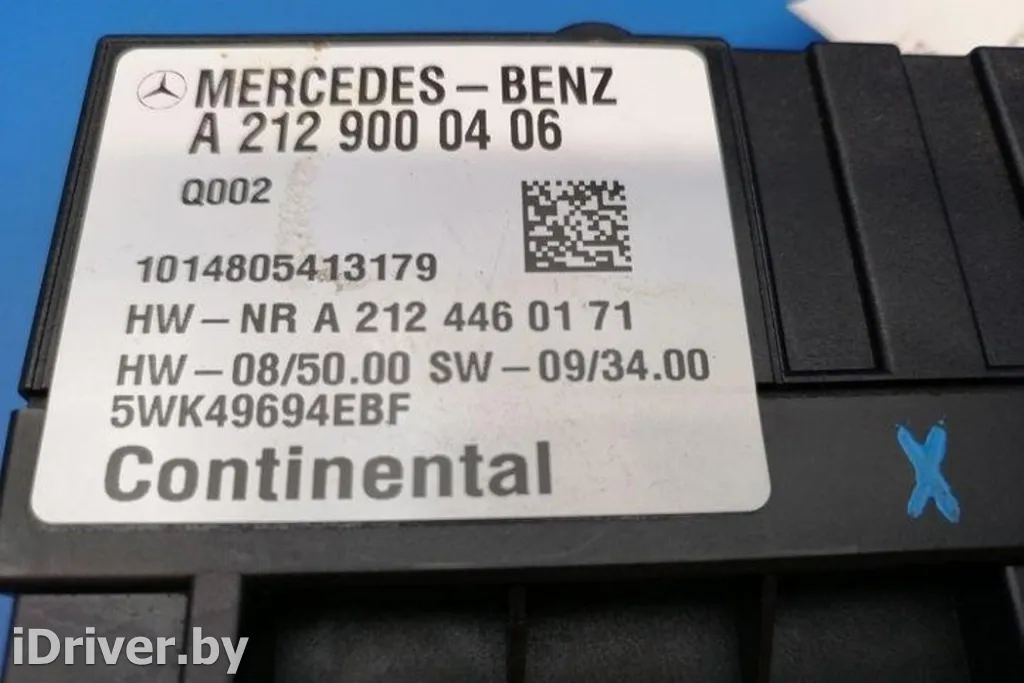 MERCEDES-BENZ
A 212 900 04 06
Q002
1014805413179
HW-NR A 212 446 01 71
HW-08/50.00 SW-09/34.00
5WK49694EBF
Continental
X
iDriver.by